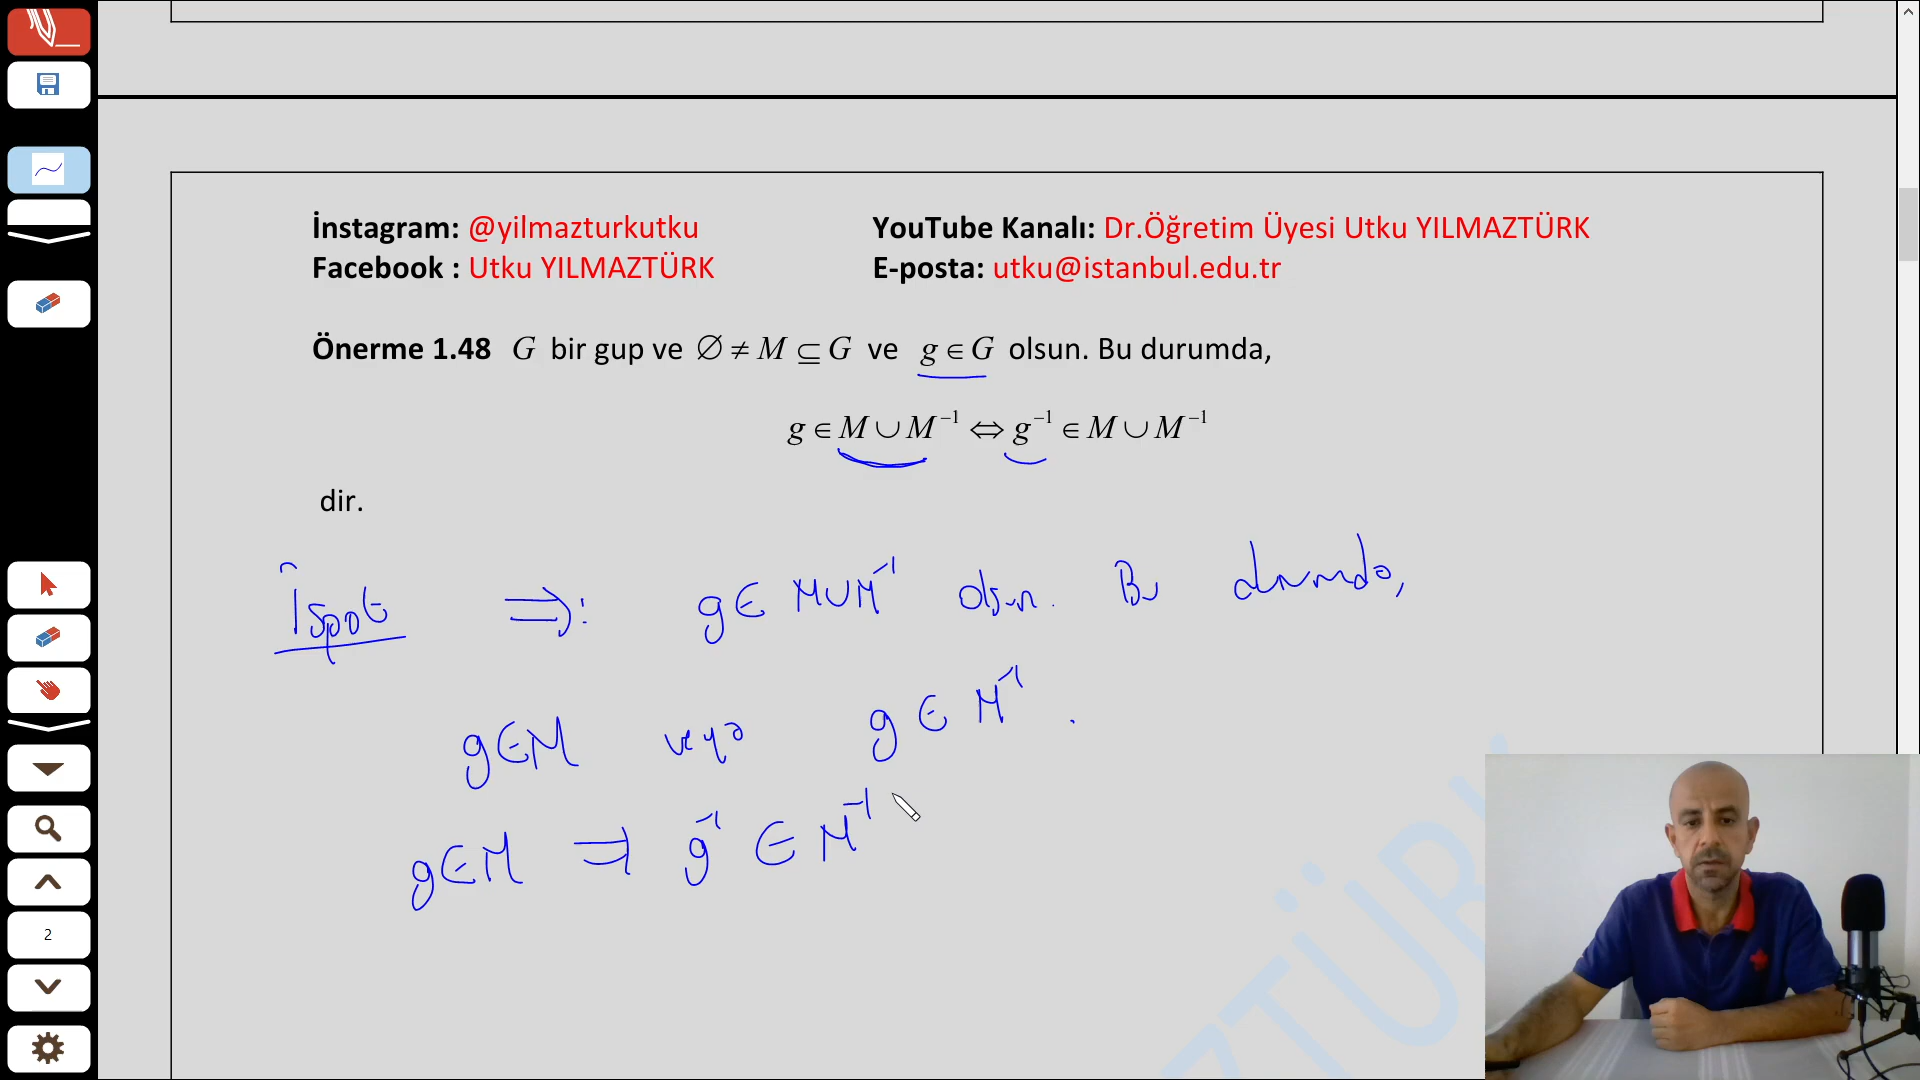 İnstagram: @yilmazturkutku
YouTube Kanalı: Dr.Öğretim Üyesi Utku YILMAZTÜRK
Facebook : Utku YILMAZTÜRK
E-posta: utku@istanbul.edu.tr
Önerme 1.48 G bir gup ve ∅ ≠ M ⊆ G ve g ∈ G olsun. Bu durumda,
g ∈ M ∪ M⁻¹ ⇔ g⁻¹ ∈ M ∪ M⁻¹
dir.
İspat ⇒: g ∈ M∪M⁻¹ olsun. Bu durumda,
g∈M veya g ∈ M⁻¹.
g∈M ⇒ g⁻¹ ∈ M⁻¹
ZTÜRK
2